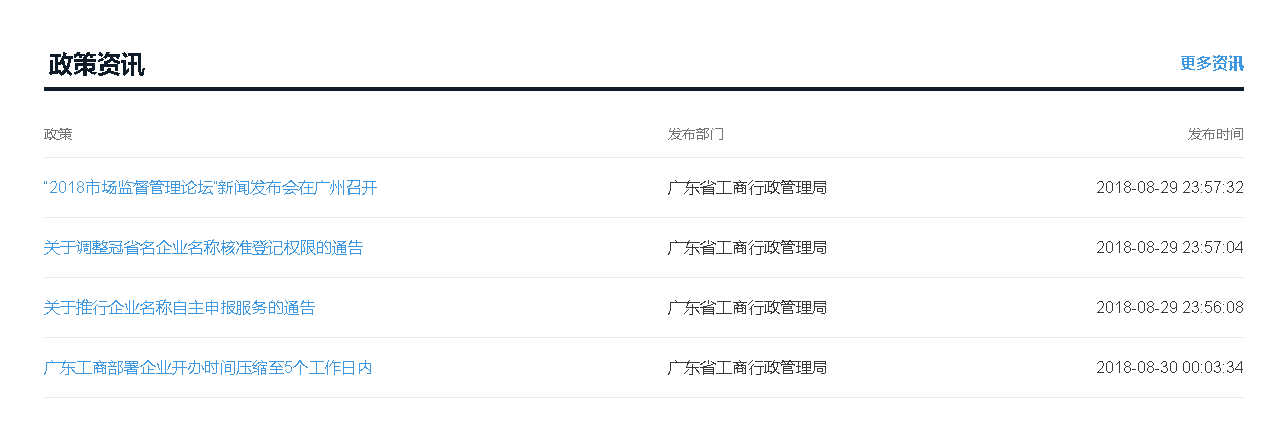 政策资讯 更多资讯
政策 发布部门 发布时间
"2018市场监督管理论坛"新闻发布会在广州召开 广东省工商行政管理局 2018-08-29 23:57:32
关于调整冠省名企业名称核准登记权限的通告 广东省工商行政管理局 2018-08-29 23:57:04
关于推行企业名称自主申报服务的通告 广东省工商行政管理局 2018-08-29 23:56:08
广东工商部署企业开办时间压缩至5个工作日内 广东省工商行政管理局 2018-08-30 00:03:34